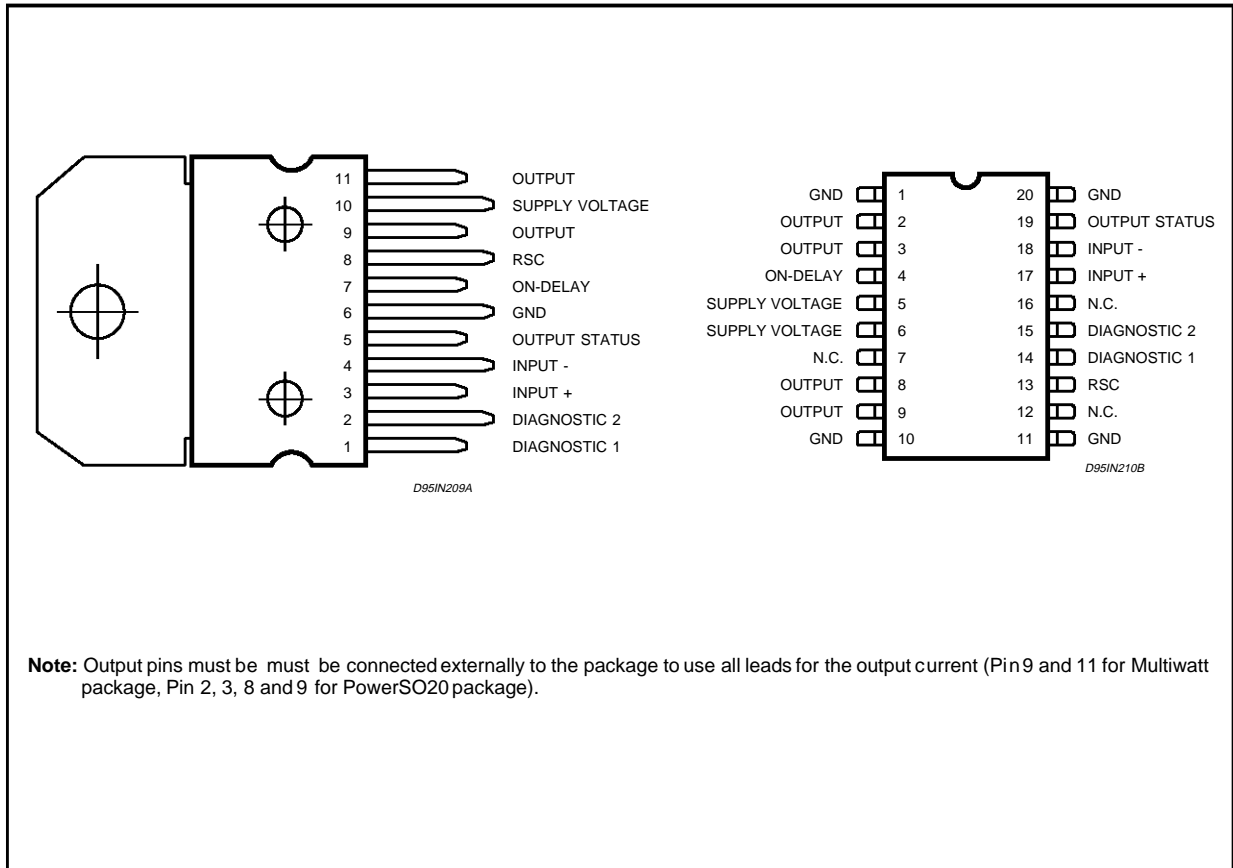 11 OUTPUT
10 SUPPLY VOLTAGE
9 OUTPUT
8 RSC
7 ON-DELAY
6 GND
5 OUTPUT STATUS
4 INPUT -
3 INPUT +
2 DIAGNOSTIC 2
1 DIAGNOSTIC 1
D95IN209A
GND 1 20 GND
OUTPUT 2 19 OUTPUT STATUS
OUTPUT 3 18 INPUT -
ON-DELAY 4 17 INPUT +
SUPPLY VOLTAGE 5 16 N.C.
SUPPLY VOLTAGE 6 15 DIAGNOSTIC 2
N.C. 7 14 DIAGNOSTIC 1
OUTPUT 8 13 RSC
OUTPUT 9 12 N.C.
GND 10 11 GND
D95IN210B
Note: Output pins must be must be connected externally to the package to use all leads for the output current (Pin 9 and 11 for Multiwatt
package, Pin 2, 3, 8 and 9 for PowerSO20 package).